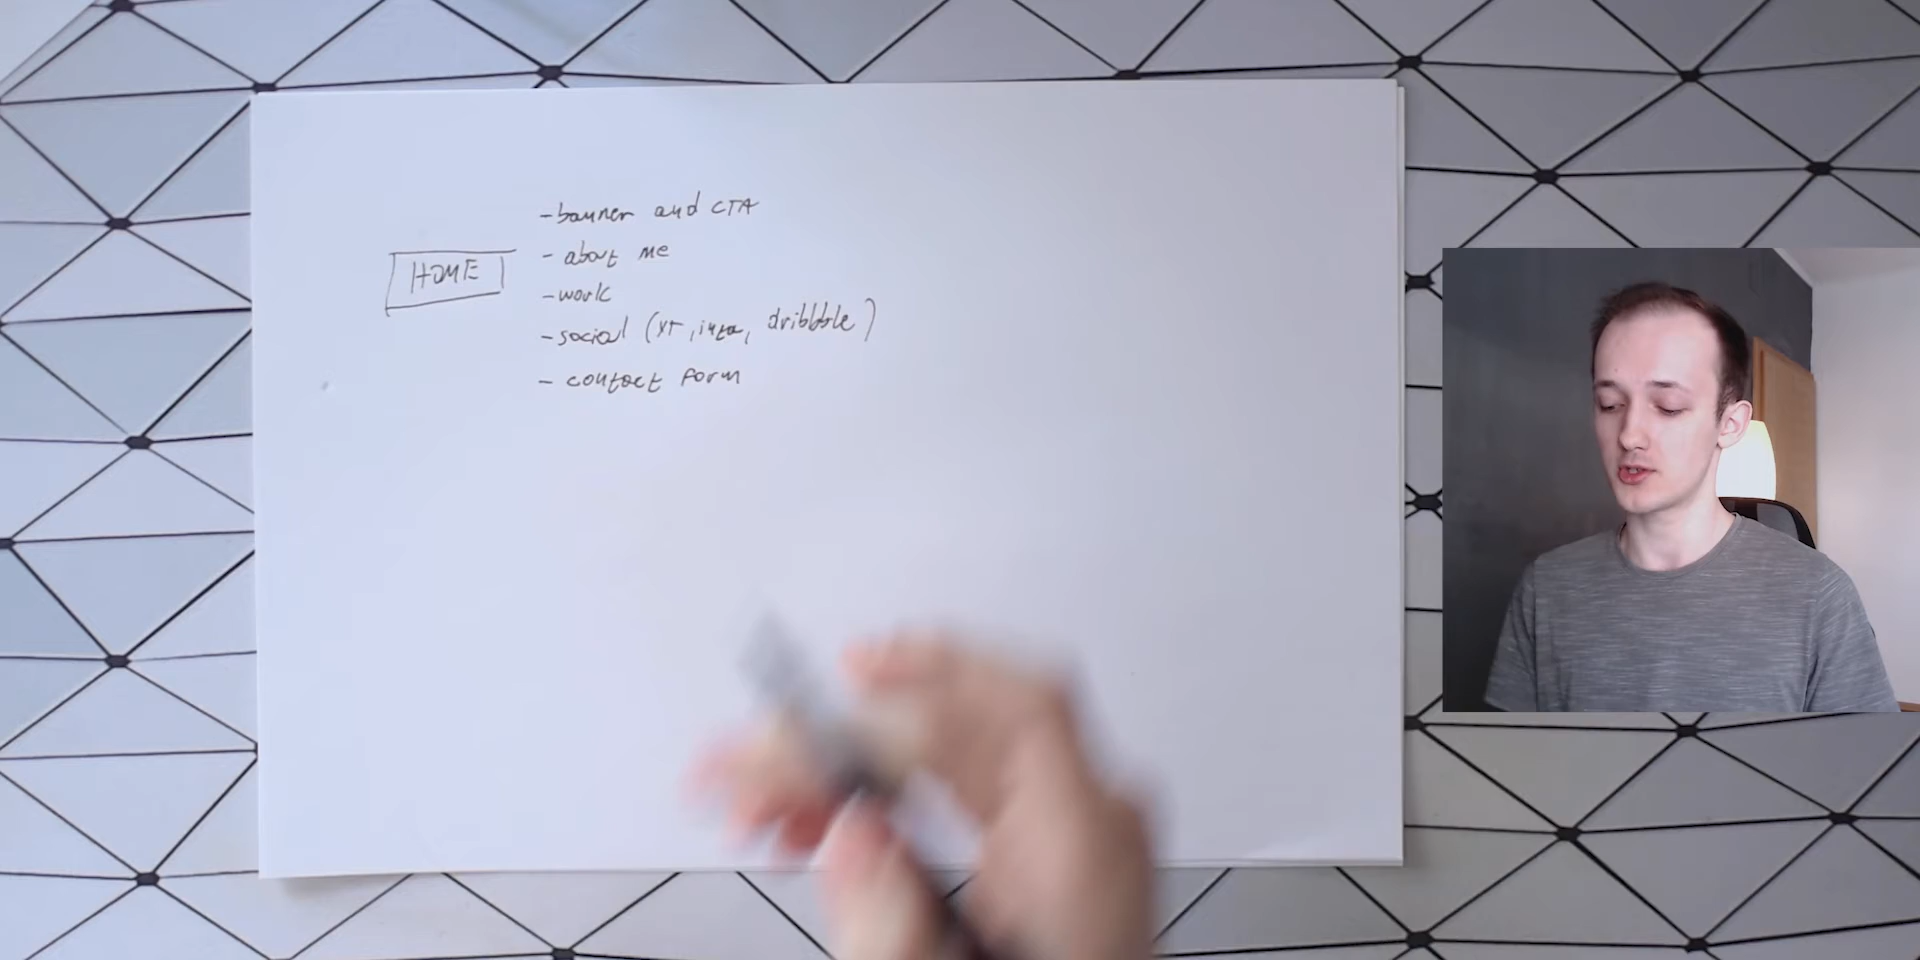 - banner and CTA
HOME
- about me
- work
- social (YT, insta, dribbble)
- contact form